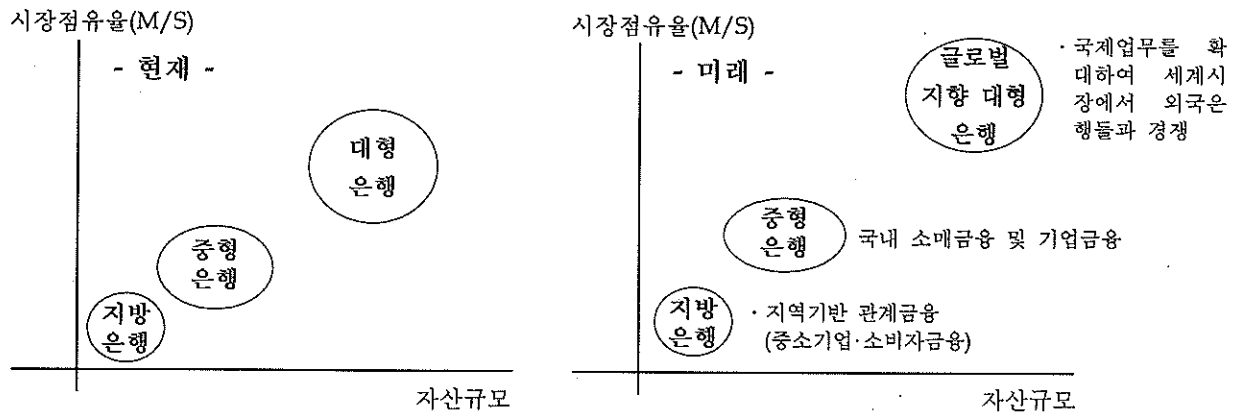 시장점유율(M/S)
- 현재 -
대형
은행
중형
은행
지방
은행
자산규모
시장점유율(M/S)
- 미래 -
글로벌
지향 대형
은행
· 국제업무를 확
대하여 세계시
장에서 외국은
행들과 경쟁
중형
은행
국내 소매금융 및 기업금융
지방
은행
· 지역기반 관계금융
(중소기업·소비자금융)
자산규모